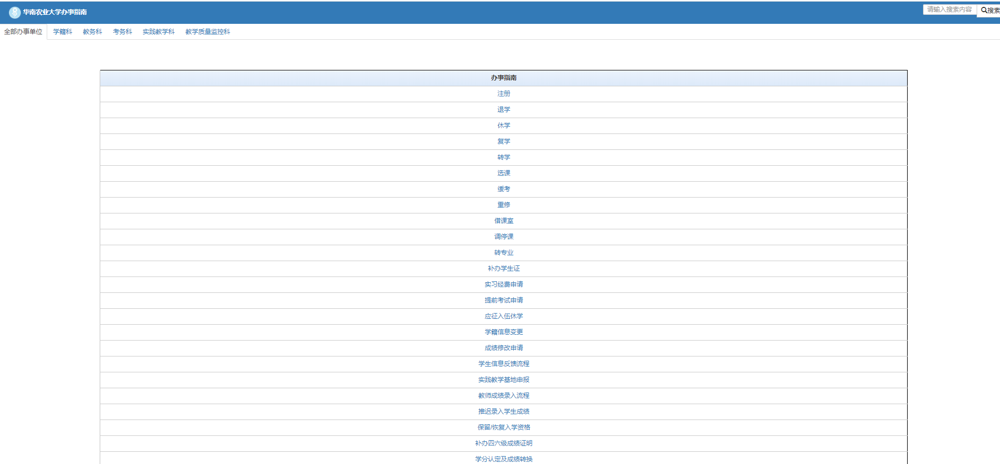 华南农业大学办事指南
请输入搜索内容 搜索
全部办事单位 学籍科 教务科 考务科 实践教学科 教学质量监控科
办事指南
注册
退学
休学
复学
转学
选课
缓考
重修
借课室
调停课
转专业
补办学生证
实习经费申请
提前考试申请
应征入伍休学
学籍信息变更
成绩修改申请
学生信息反馈流程
实践教学基地申报
教师成绩录入流程
推迟录入学生成绩
保留/恢复入学资格
补办四六级成绩证明
学分认定及成绩转换